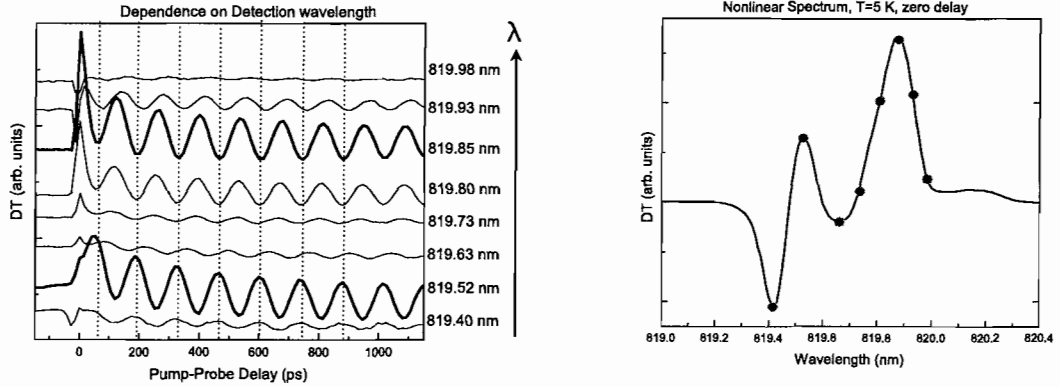 Dependence on Detection wavelength
DT (arb. units)
819.98 nm
819.93 nm
819.85 nm
819.80 nm
819.73 nm
819.63 nm
819.52 nm
819.40 nm
λ
0 200 400 600 800 1000
Pump-Probe Delay (ps)
Nonlinear Spectrum, T=5 K, zero delay
DT (arb. units)
819.0 819.2 819.4 819.6 819.8 820.0 820.2 820.4
Wavelength (nm)